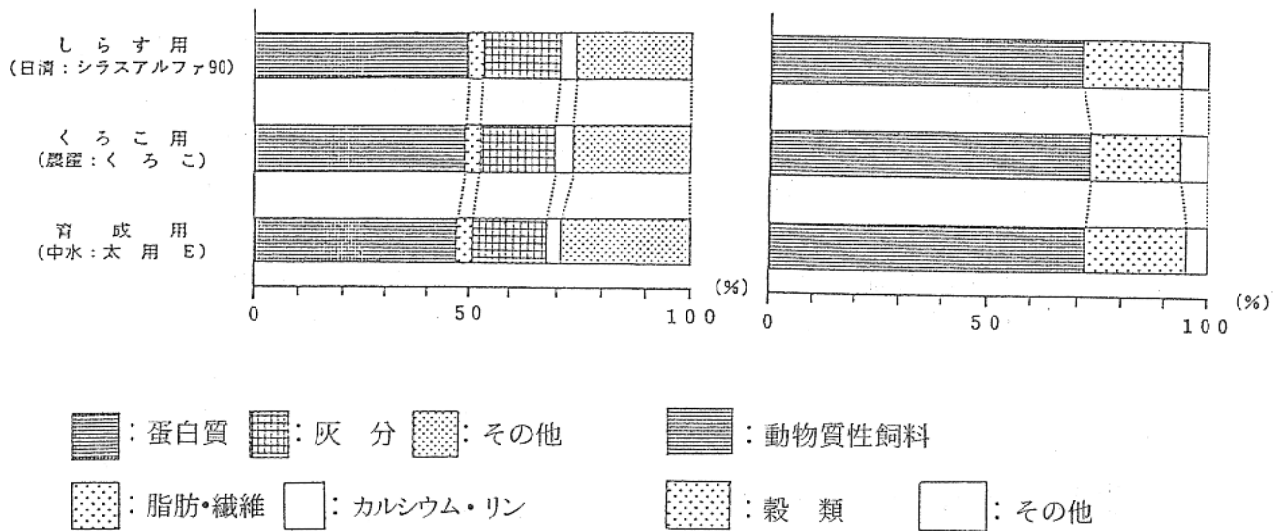 しらす用
(日清:シラスアルファ90)
くろこ用
(農産:くろこ)
育成用
(中水:太用E)
0 50 100 (%)
0 50 100 (%)
:蛋白質 :灰 分 :その他
:脂肪・繊維 :カルシウム・リン
:動物質性飼料
:穀 類 :その他